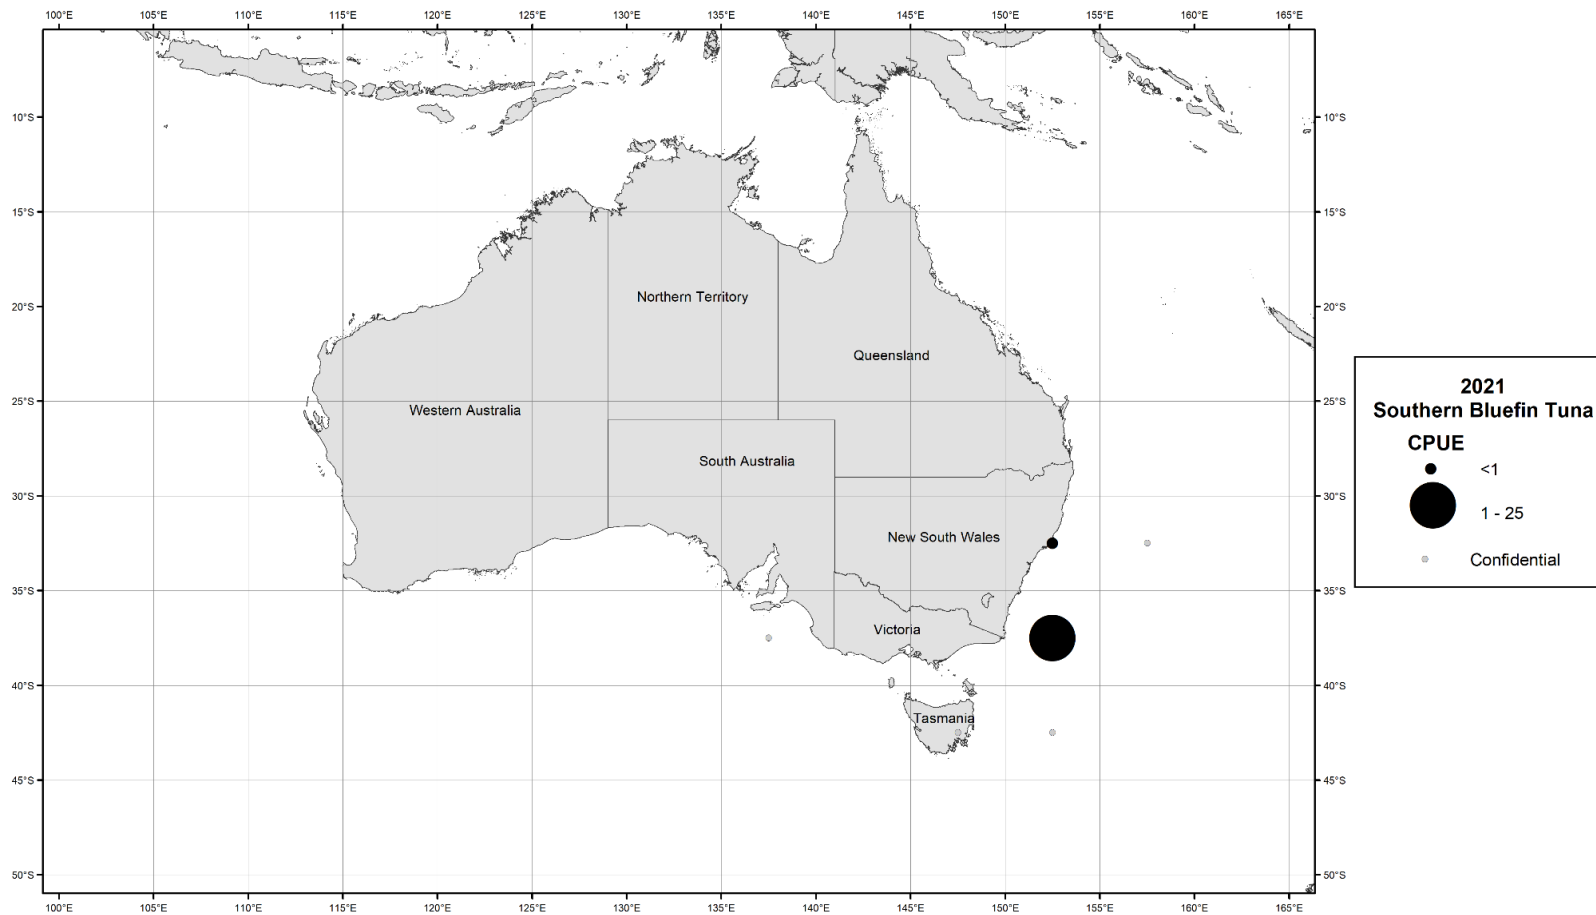 100°E 105°E 110°E 115°E 120°E 125°E 130°E 135°E 140°E 145°E 150°E 155°E 160°E 165°E
10°S 10°S
15°S 15°S
Northern Territory
20°S 20°S
Queensland
25°S 25°S
Western Australia
2021
Southern Bluefin Tuna
CPUE
<1
1 - 25
Confidential
South Australia
30°S 30°S
New South Wales
35°S 35°S
Victoria
40°S 40°S
Tasmania
45°S 45°S
50°S 50°S
100°E 105°E 110°E 115°E 120°E 125°E 130°E 135°E 140°E 145°E 150°E 155°E 160°E 165°E